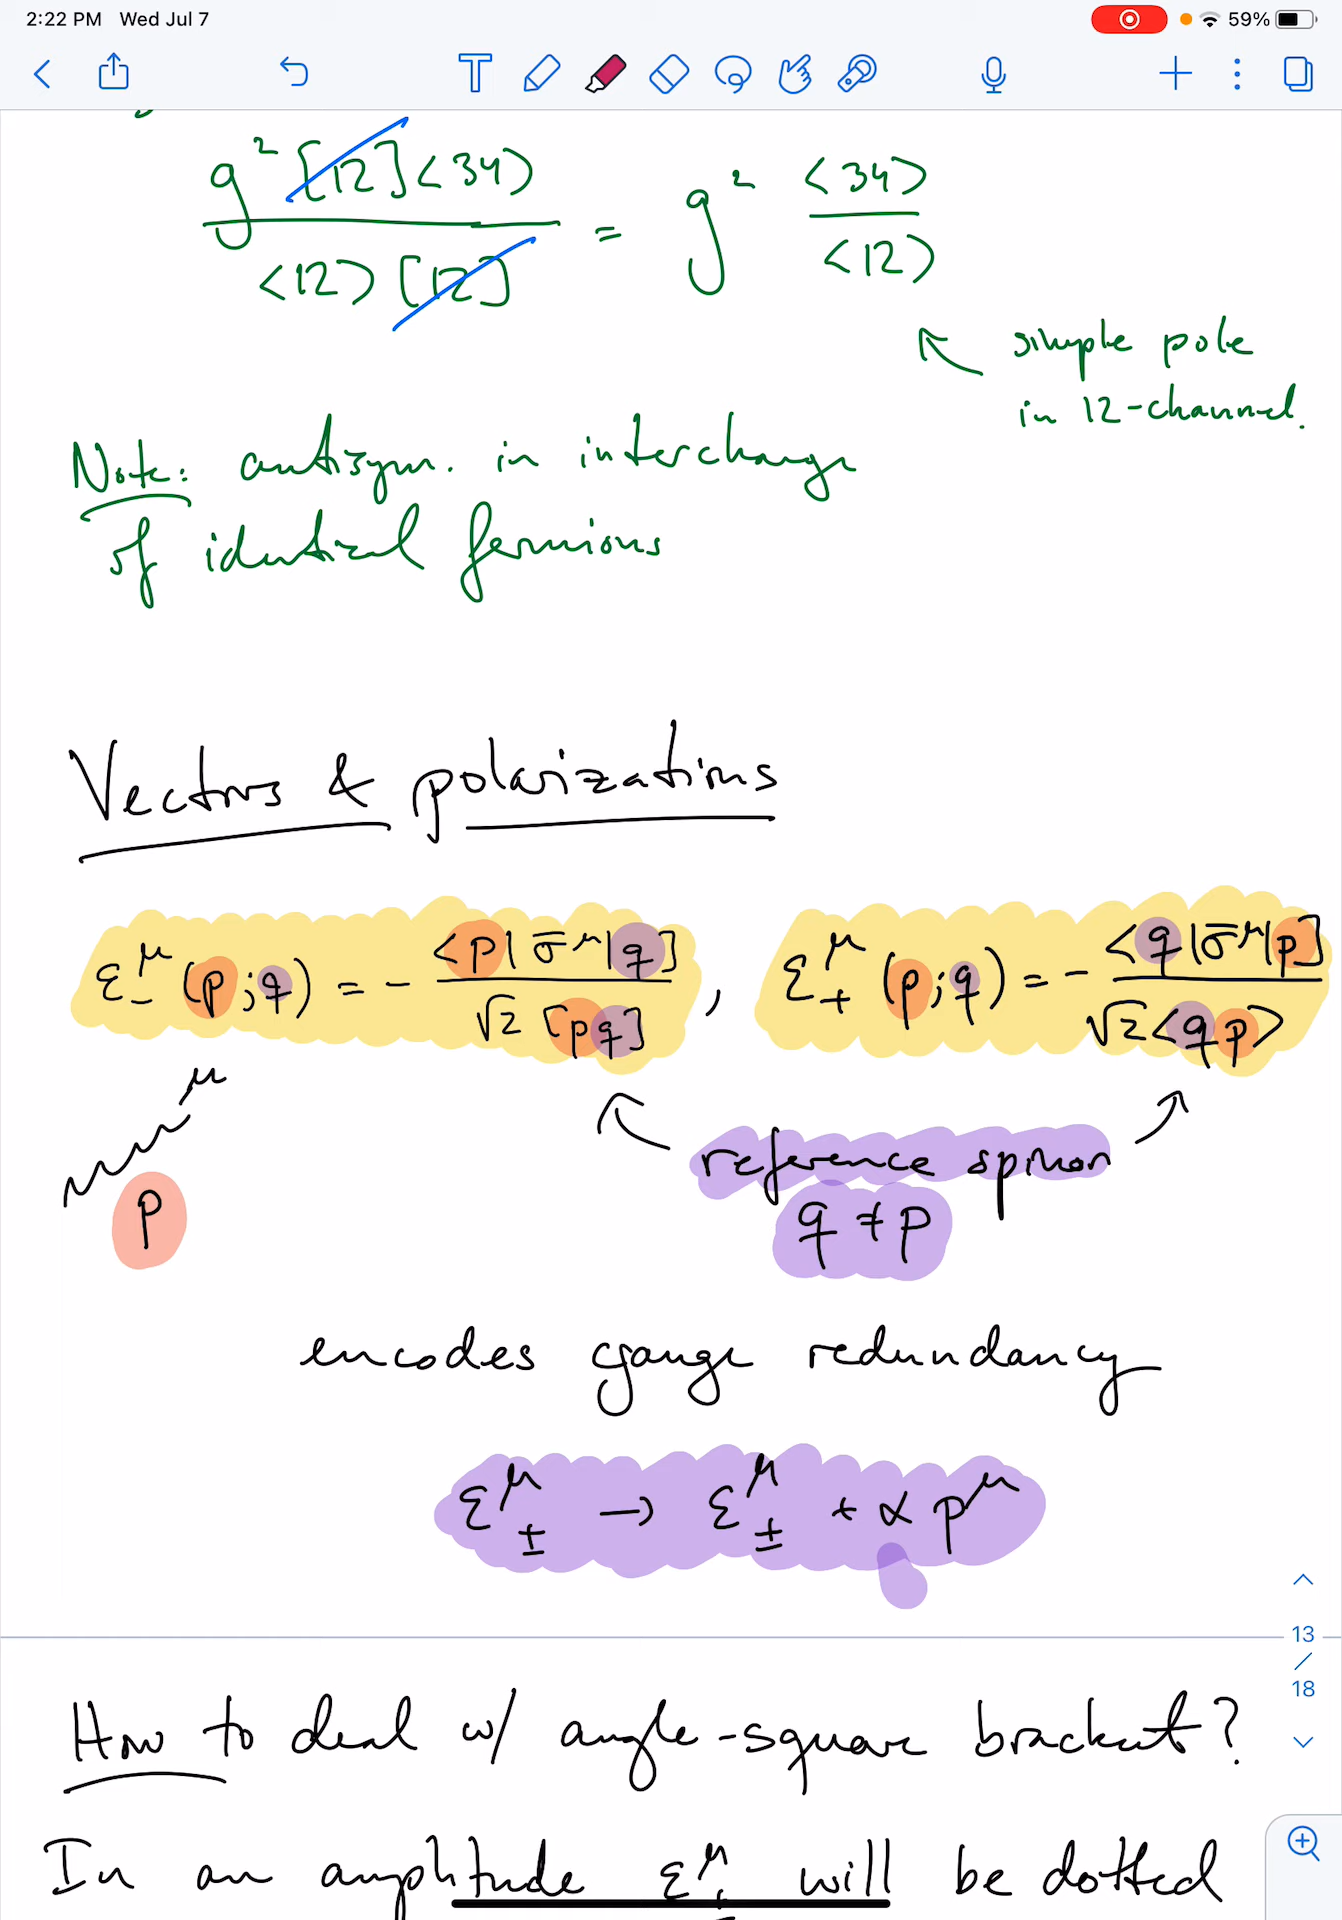 2:22 PM Wed Jul 7 59%
g² [12]<34> / <12> [12] = g² <34> / <12>
simple pole
in 12-channel.
Note: antisym. in interchange
of identical fermions
Vectors & polarizations
ε₋^μ (p;q) = - <p|σ̄^μ|q] / √2 [pq] , ε₊^μ (p;q) = - <q|σ̄^μ|p] / √2<qp>
μ
reference spinor
p
q ≠ p
encodes gauge redundancy
ε^μ_± → ε^μ_± + α p^μ
13
/
18
How to deal w/ angle-square bracket?
In an amplitude ε^μ_± will be dotted